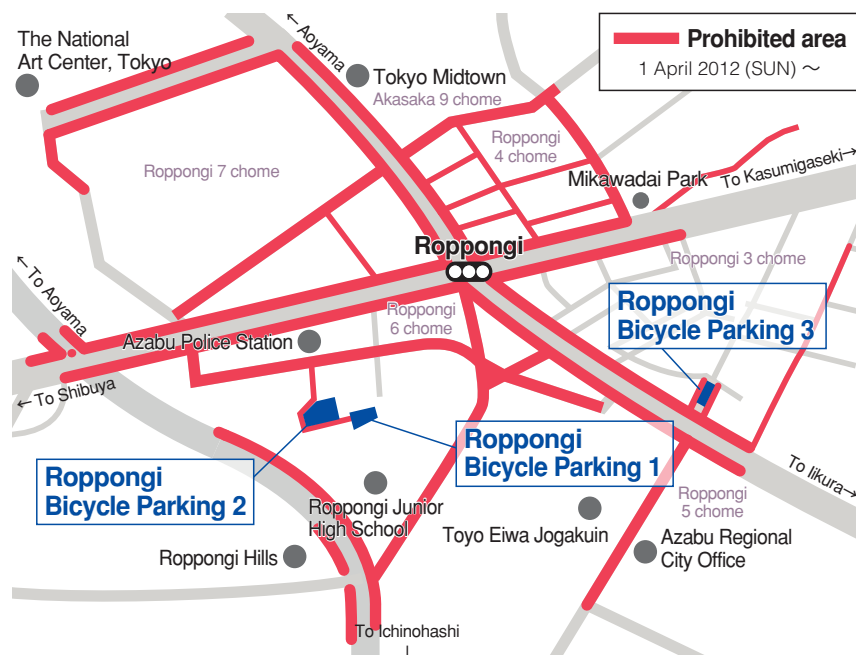 ← Aoyama
The National
Art Center, Tokyo
Prohibited area
1 April 2012 (SUN) ～
Tokyo Midtown
Akasaka 9 chome
Roppongi
4 chome
Roppongi 7 chome
Mikawadai Park
To Kasumigaseki→
Roppongi
Roppongi 3 chome
← To Aoyama
Roppongi
6 chome
Roppongi
Bicycle Parking 3
Azabu Police Station
← To Shibuya
Roppongi
Bicycle Parking 1
Roppongi
Bicycle Parking 2
To Iikura→
Roppongi
5 chome
Roppongi Junior
High School
Toyo Eiwa Jogakuin
Azabu Regional
City Office
Roppongi Hills
To Ichinohashi